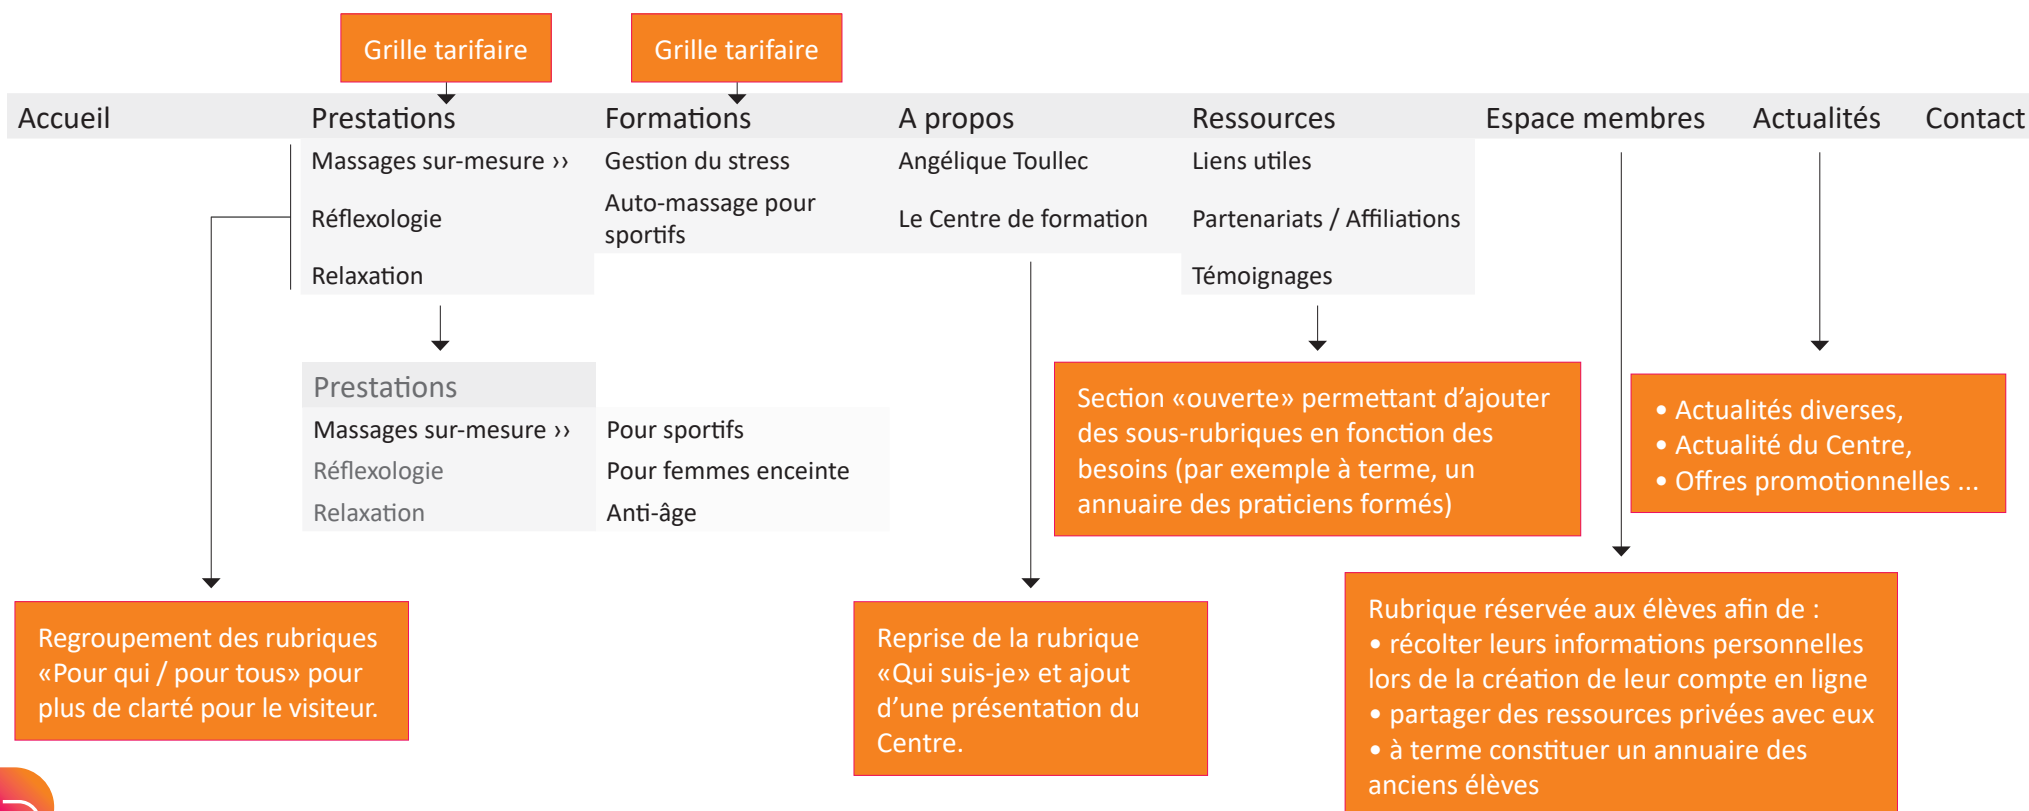 Grille tarifaire
Grille tarifaire
Accueil
Prestations
Formations
A propos
Ressources
Espace membres
Actualités
Contact
Massages sur-mesure ››
Réflexologie
Relaxation
Gestion du stress
Auto-massage pour
sportifs
Angélique Toullec
Le Centre de formation
Liens utiles
Partenariats / Affiliations
Témoignages
Prestations
Massages sur-mesure ››
Réflexologie
Relaxation
Pour sportifs
Pour femmes enceinte
Anti-âge
Section «ouverte» permettant d’ajouter
des sous-rubriques en fonction des
besoins (par exemple à terme, un
annuaire des praticiens formés)
• Actualités diverses,
• Actualité du Centre,
• Offres promotionnelles ...
Regroupement des rubriques
«Pour qui / pour tous» pour
plus de clarté pour le visiteur.
Reprise de la rubrique
«Qui suis-je» et ajout
d’une présentation du
Centre.
Rubrique réservée aux élèves afin de :
• récolter leurs informations personnelles
lors de la création de leur compte en ligne
• partager des ressources privées avec eux
• à terme constituer un annuaire des
anciens élèves